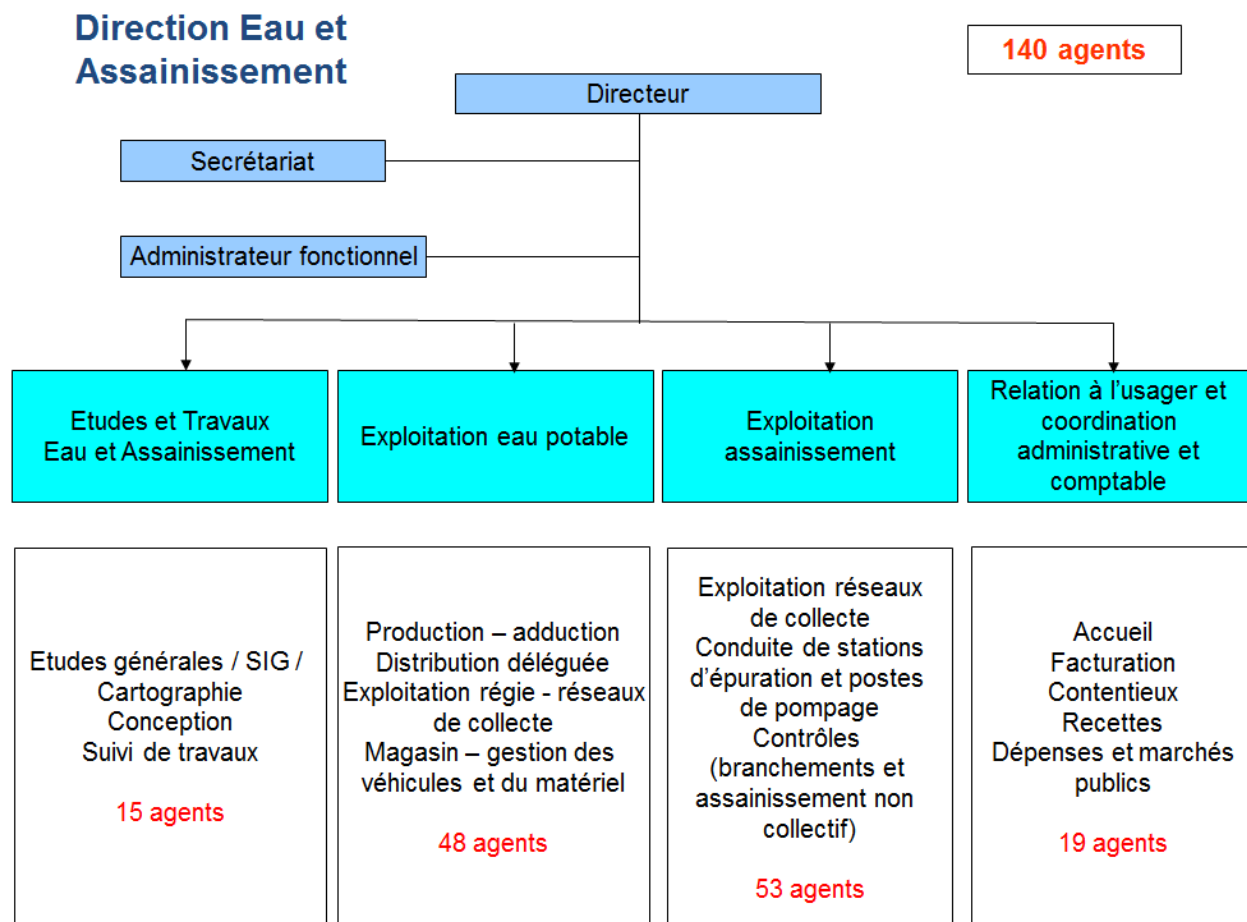 Direction Eau et
Assainissement
140 agents
Directeur
Secrétariat
Administrateur fonctionnel
Etudes et Travaux
Eau et Assainissement
Exploitation eau potable
Exploitation
assainissement
Relation à l'usager et
coordination
administrative et
comptable
Etudes générales / SIG /
Cartographie
Conception
Suivi de travaux
15 agents
Production – adduction
Distribution déléguée
Exploitation régie - réseaux
de collecte
Magasin – gestion des
véhicules et du matériel
48 agents
Exploitation réseaux
de collecte
Conduite de stations
d'épuration et postes
de pompage
Contrôles
(branchements et
assainissement non
collectif)
53 agents
Accueil
Facturation
Contentieux
Recettes
Dépenses et marchés
publics
19 agents